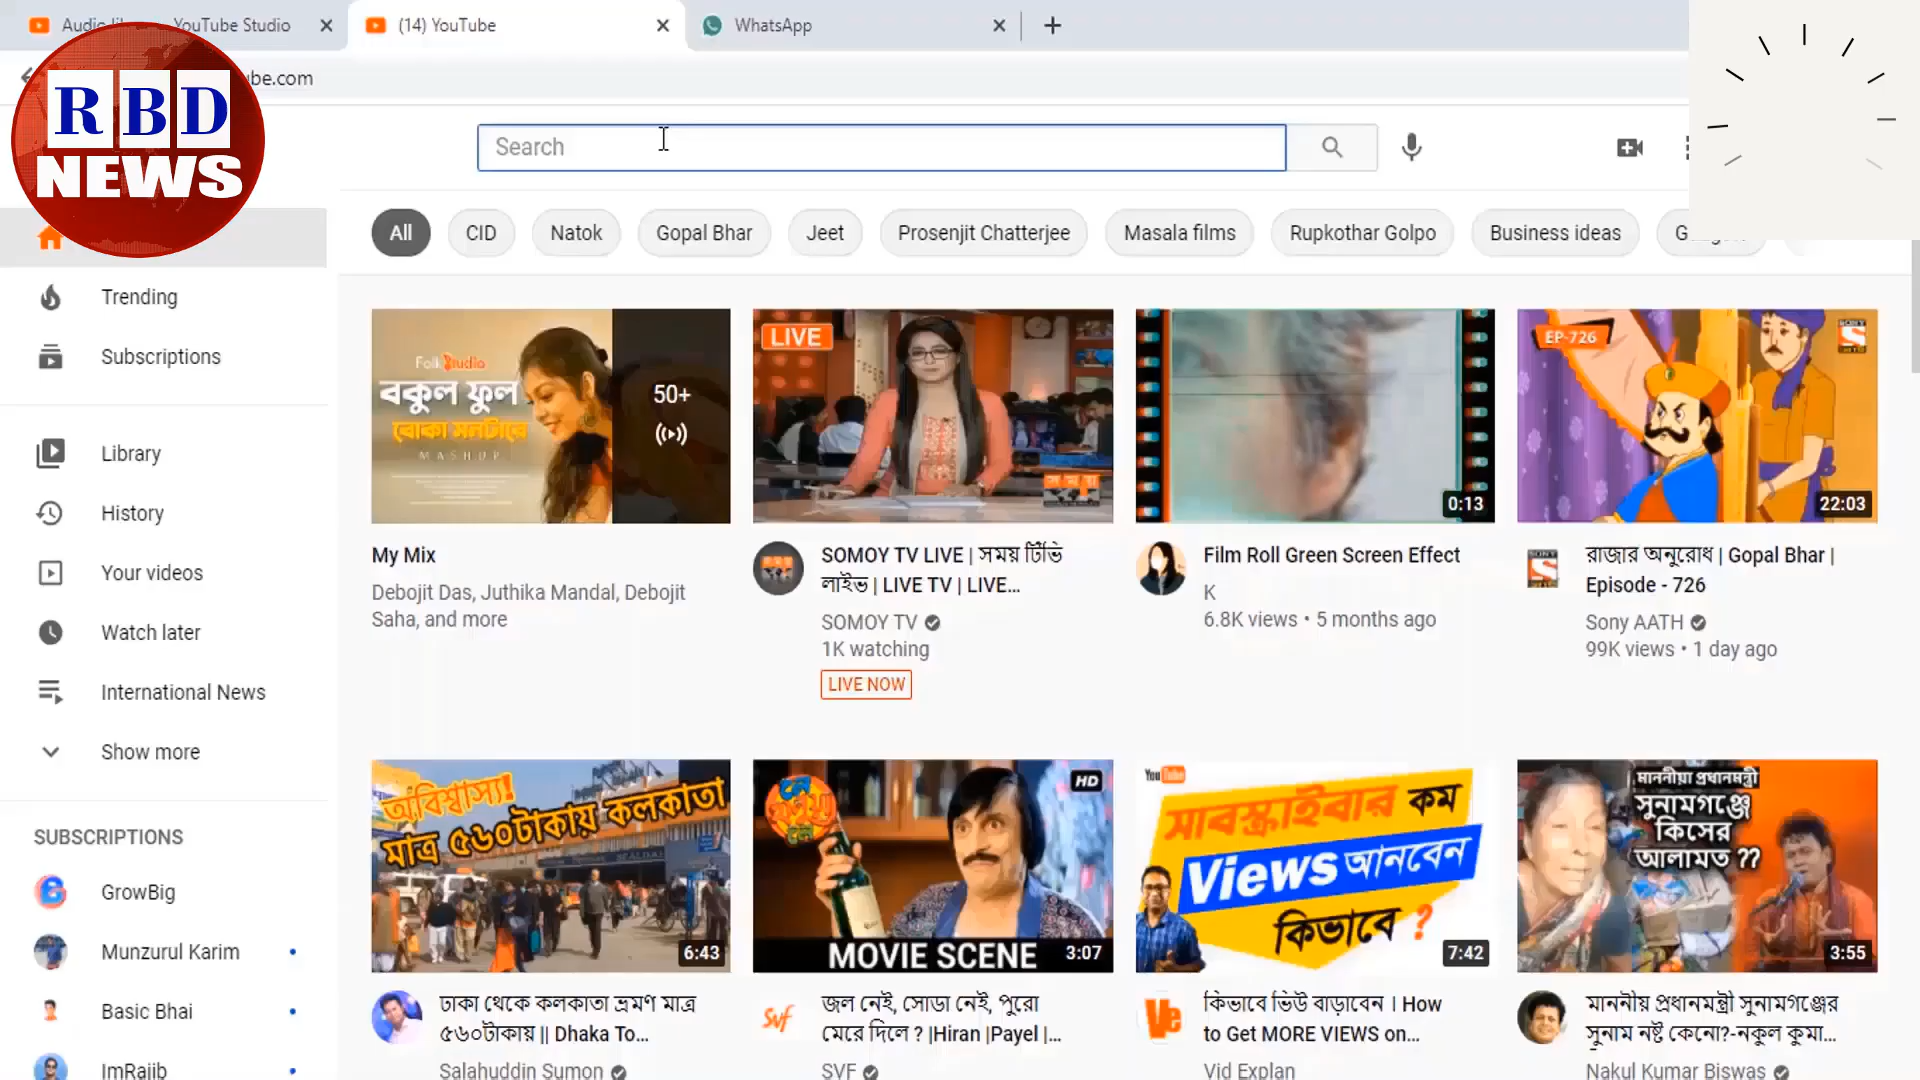 YouTube Studio
(14) YouTube
WhatsApp
be.com
RBD
NEWS
Search
All
CID
Natok
Gopal Bhar
Jeet
Prosenjit Chatterjee
Masala films
Rupkothar Golpo
Business ideas
Trending
Subscriptions
Library
History
Your videos
Watch later
International News
Show more
SUBSCRIPTIONS
GrowBig
Munzurul Karim
Basic Bhai
ImRajib
Folk Studio
বকুল ফুল
বোকা মনটারে
MASHUP
50+
My Mix
Debojit Das, Juthika Mandal, Debojit
Saha, and more
LIVE
সময়
SOMOY TV LIVE | সময় টিভি
লাইভ | LIVE TV | LIVE...
SOMOY TV
1K watching
LIVE NOW
0:13
Film Roll Green Screen Effect
K
6.8K views • 5 months ago
EP-726
SONY
22:03
রাজার অনুরোধ | Gopal Bhar |
Episode - 726
Sony AATH
99K views • 1 day ago
অবিশ্বাস্য!
মাত্র ৫৬০টাকায় কলকাতা
6:43
ঢাকা থেকে কলকাতা ভ্রমণ মাত্র
৫৬০টাকায় || Dhaka To...
Salahuddin Sumon
HD
MOVIE SCENE
3:07
জল নেই, সোডা নেই, পুরো
মেরে দিলে ? |Hiran |Payel |...
SVF
YouTube
সাবস্ক্রাইবার কম
Views আনবেন
কিভাবে ?
7:42
কিভাবে ভিউ বাড়াবেন । How
to Get MORE VIEWS on...
Vid Explan
মাননীয়া প্রধানমন্ত্রী
সুনামগঞ্জে
কিসের
আলামত ??
3:55
মাননীয় প্রধানমন্ত্রী সুনামগঞ্জের
সুনাম নষ্ট কেনো?-নকুল কুমা...
Nakul Kumar Biswas